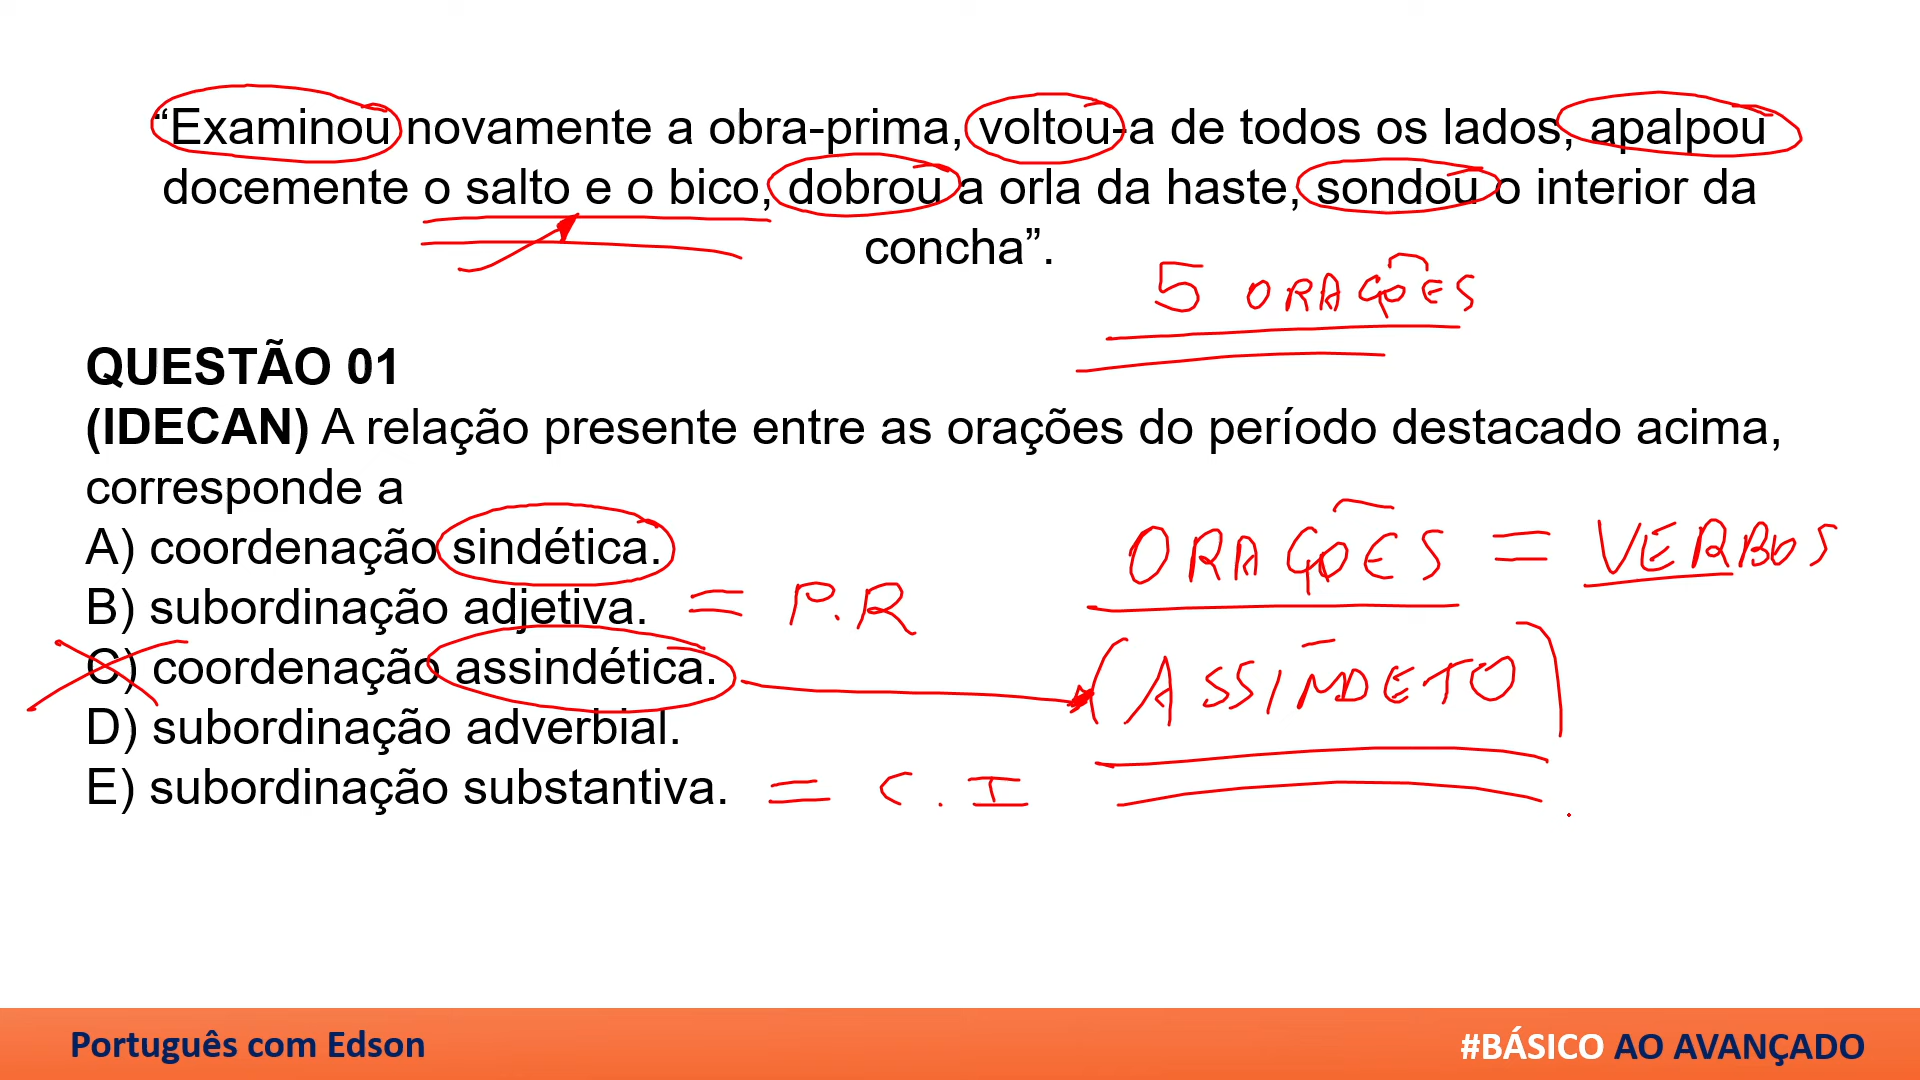 “Examinou novamente a obra-prima, voltou-a de todos os lados, apalpou
docemente o salto e o bico, dobrou a orla da haste, sondou o interior da
concha”.
5 ORAÇÕES
QUESTÃO 01
(IDECAN) A relação presente entre as orações do período destacado acima,
corresponde a
A) coordenação sindética.
B) subordinação adjetiva. = P.R
C) coordenação assindética.
D) subordinação adverbial.
E) subordinação substantiva. = C.I
ORAÇÕES = VERBOS
(ASSÍNDETO)
Português com Edson
#BÁSICO AO AVANÇADO